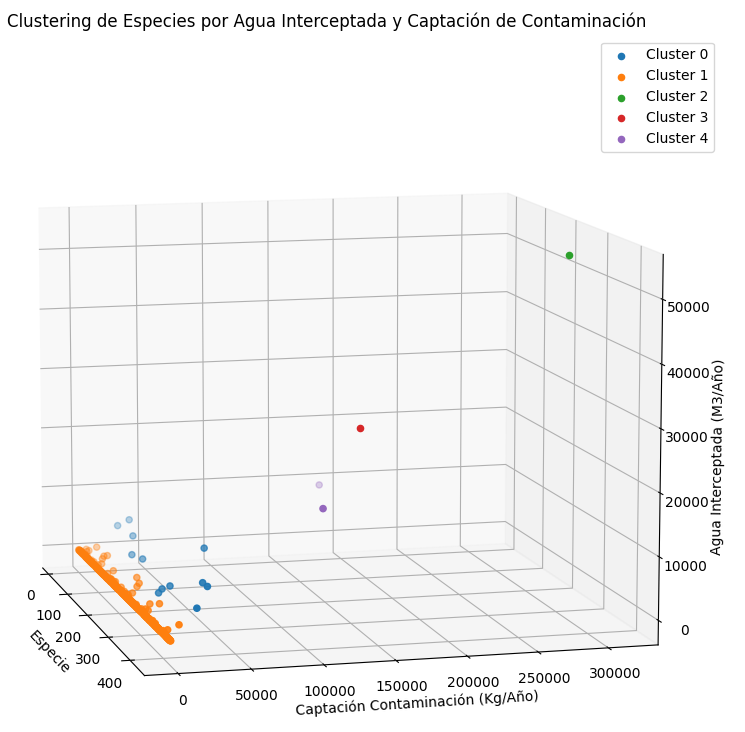 Clustering de Especies por Agua Interceptada y Captación de Contaminación
Cluster 0
Cluster 1
Cluster 2
Cluster 3
Cluster 4
50000
40000
30000
20000
10000
0
Agua Interceptada (M3/Año)
0
100
200
300
400
Especie
0
50000
100000
150000
200000
250000
300000
Captación Contaminación (Kg/Año)